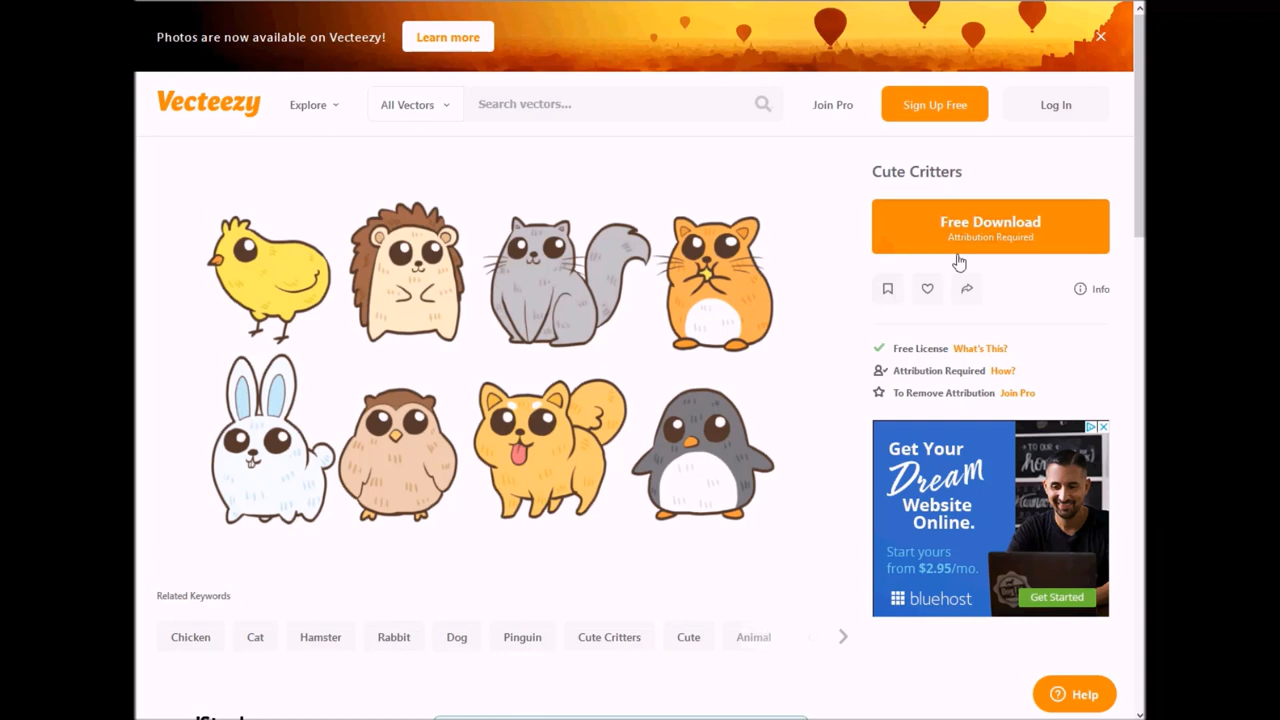 Photos are now available on Vecteezy!
Learn more
Vecteezy
Explore
All Vectors
Search vectors...
Join Pro
Sign Up Free
Log In
Cute Critters
Free Download
Attribution Required
Info
Free License What's This?
Attribution Required How?
To Remove Attribution Join Pro
Get Your
Dream
Website
Online.
Start yours
from $2.95/mo.
bluehost
Get Started
Related Keywords
Chicken
Cat
Hamster
Rabbit
Dog
Pinguin
Cute Critters
Cute
Animal
Help